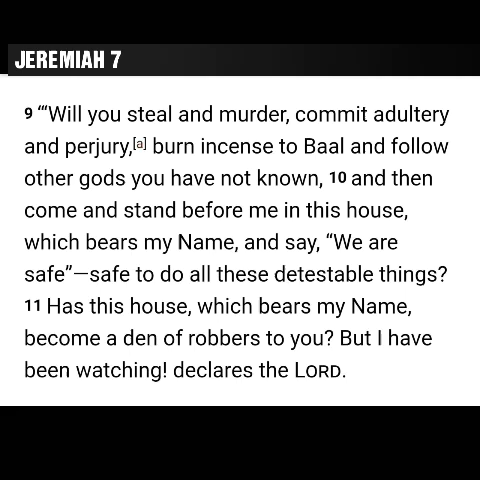 JEREMIAH 7
9 “‘Will you steal and murder, commit adultery
and perjury,[a] burn incense to Baal and follow
other gods you have not known, 10 and then
come and stand before me in this house,
which bears my Name, and say, “We are
safe”—safe to do all these detestable things?
11 Has this house, which bears my Name,
become a den of robbers to you? But I have
been watching! declares the LORD.